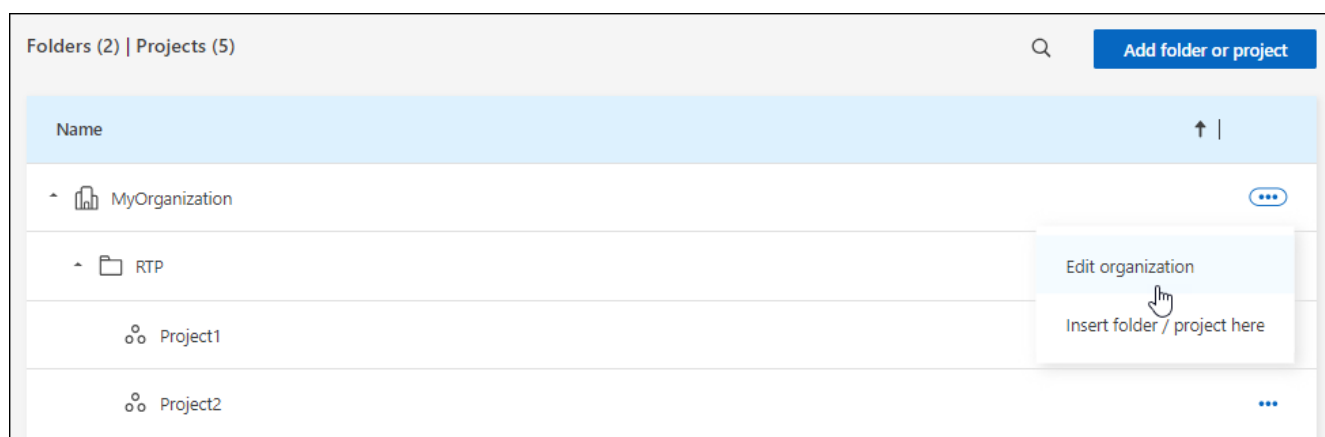 Folders (2) | Projects (5)
Add folder or project
Name
MyOrganization
RTP
Edit organization
Insert folder / project here
Project1
Project2